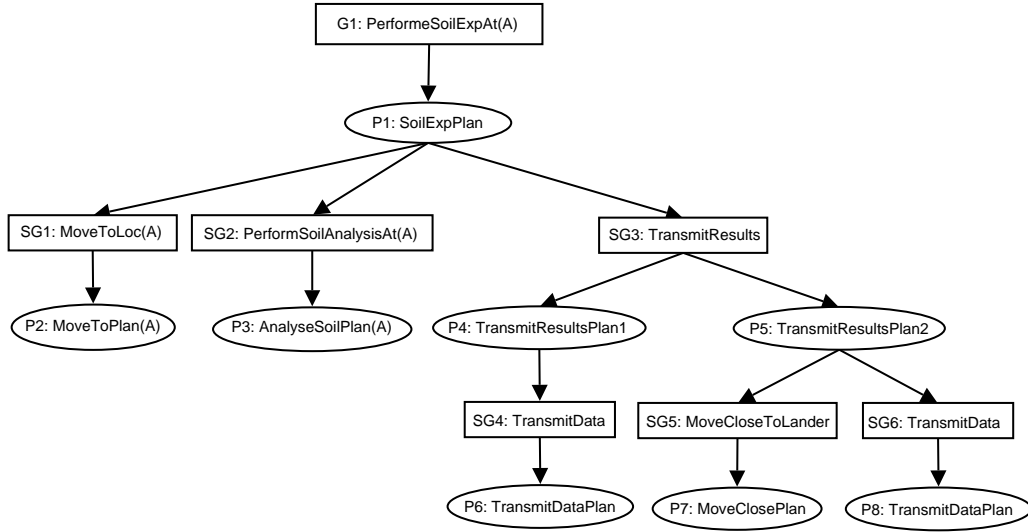 G1: PerformeSoilExpAt(A)
P1: SoilExpPlan
SG1: MoveToLoc(A)
SG2: PerformSoilAnalysisAt(A)
SG3: TransmitResults
P2: MoveToPlan(A)
P3: AnalyseSoilPlan(A)
P4: TransmitResultsPlan1
P5: TransmitResultsPlan2
SG4: TransmitData
SG5: MoveCloseToLander
SG6: TransmitData
P6: TransmitDataPlan
P7: MoveClosePlan
P8: TransmitDataPlan